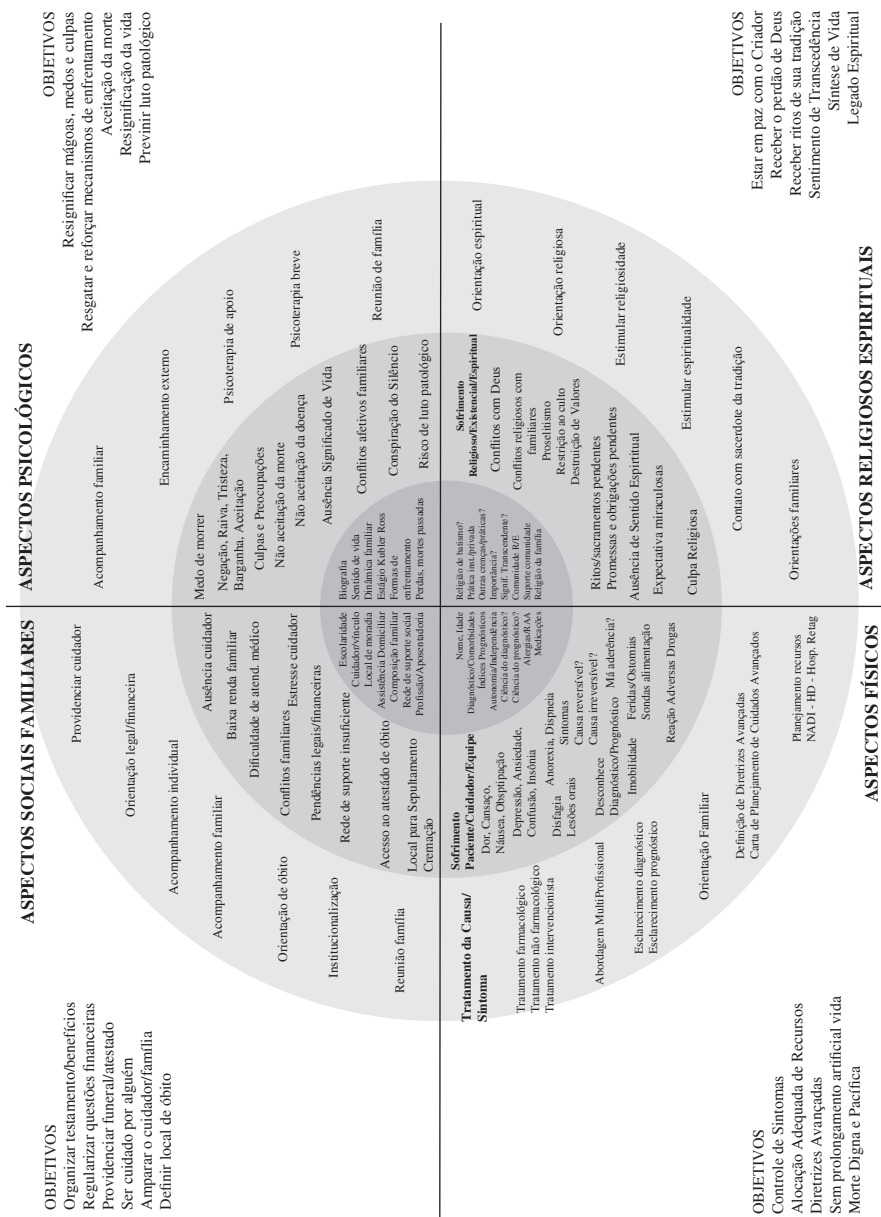 ASPECTOS SOCIAIS FAMILIARES
OBJETIVOS
Organizar testamento/benefícios
Regularizar questões financeiras
Providenciar funeral/atestado
Ser cuidado por alguém
Amparar o cuidador/família
Definir local de óbito
Providenciar cuidador
Orientação legal/financeira
Acompanhamento individual
Acompanhamento familiar
Orientação de óbito
Institucionalização
Reunião família
Ausência cuidador
Baixa renda familiar
Dificuldade de atend. médico
Estresse cuidador
Conflitos familiares
Pendências legais/financeiras
Rede de suporte insuficiente
Acesso ao atestádo de óbito
Local para Sepultamento
Cremação
Escolaridade
Cuidador/vínculo
Local de moradia
Assistência Domiciliar
Composição familiar
Rede de suporte social
Profissão/Aposentadoria
ASPECTOS PSICOLÓGICOS
OBJETIVOS
Resignificar mágoas, medos e culpas
Resgatar e reforçar mecanismos de enfrentamento
Aceitação da morte
Resignificação da vida
Previnir luto patológico
Acompanhamento familiar
Encaminhamento externo
Psicoterapia de apoio
Psicoterapia breve
Reunião de família
Medo de morrer
Negação, Raiva, Tristeza,
Barganha, Aceitação
Culpas e Preocupações
Não aceitação da morte
Não aceitação da doença
Ausência Significado de Vida
Conflitos afetivos familiares
Conspiração do Silêncio
Risco de luto patológico
Biografia
Sentido de vida
Dinâmica familiar
Estágio Kubler Ross
Formas de
enfrentamento
Perdas, mortes passadas
Nome, Idade
Diagnóstico/Comorbidades
Índices Prognósticos
Autonomia/Independência
Ciência do diagnóstico?
Ciência do prognóstico?
Alergias/RAA
Medicações
Sofrimento
Paciente/Cuidador/Equipe
Dor, Cansaço,
Náusea, Obsptipação
Depressão, Ansiedade,
Confusão, Insônia
Anorexia, Dispneia
Disfagia
Sintomas
Lesões orais
Causa reversível?
Causa irreversível?
Desconhece
Diagnóstico/Prognóstico
Má aderência?
Imobilidade
Feridas/Ostomias
Sondas alimentação
Reação Adversas Drogas
Tratamento da Causa/
Sintoma
Tratamento farmacológico
Tratamento não farmacológico
Tratamento intervencionista
Abordagem MultiProfissional
Esclarecimento diagnóstico
Esclarecimento prognóstico
Orientação Familiar
Definição de Diretrizes Avançadas
Carta de Planejamento de Cuidados Avançados
Planejamento recursos
NADI - HD - Hosp. Retag
OBJETIVOS
Controle de Sintomas
Alocação Adequada de Recursos
Diretrizes Avançadas
Sem prolongamento artificial vida
Morte Digna e Pacífica
ASPECTOS FÍSICOS
Religião de batismo?
Prática inst./privada
Outras crenças/práticas?
Importância?
Signif. Transcendente?
Comunidade R/E
Suporte comunidade
Religião da família
Sofrimento
Religioso/Existencial/Espiritual
Conflitos com Deus
Conflitos religiosos com
familiares
Proselitismo
Restrição ao culto
Destruição de Valores
Ritos/sacramentos pendentes
Promessas e obrigações pendentes
Ausência de Sentido Espirtitual
Expectativa miraculosas
Culpa Religiosa
Orientação espiritual
Orientação religiosa
Estimular religiosidade
Estimular espiritualidade
Contato com sacerdote da tradição
Orientações familiares
OBJETIVOS
Estar em paz com o Criador
Receber o perdão de Deus
Receber ritos de sua tradição
Sentimento de Transcedência
Síntese de Vida
Legado Espiritual
ASPECTOS RELIGIOSOS ESPIRITUAIS